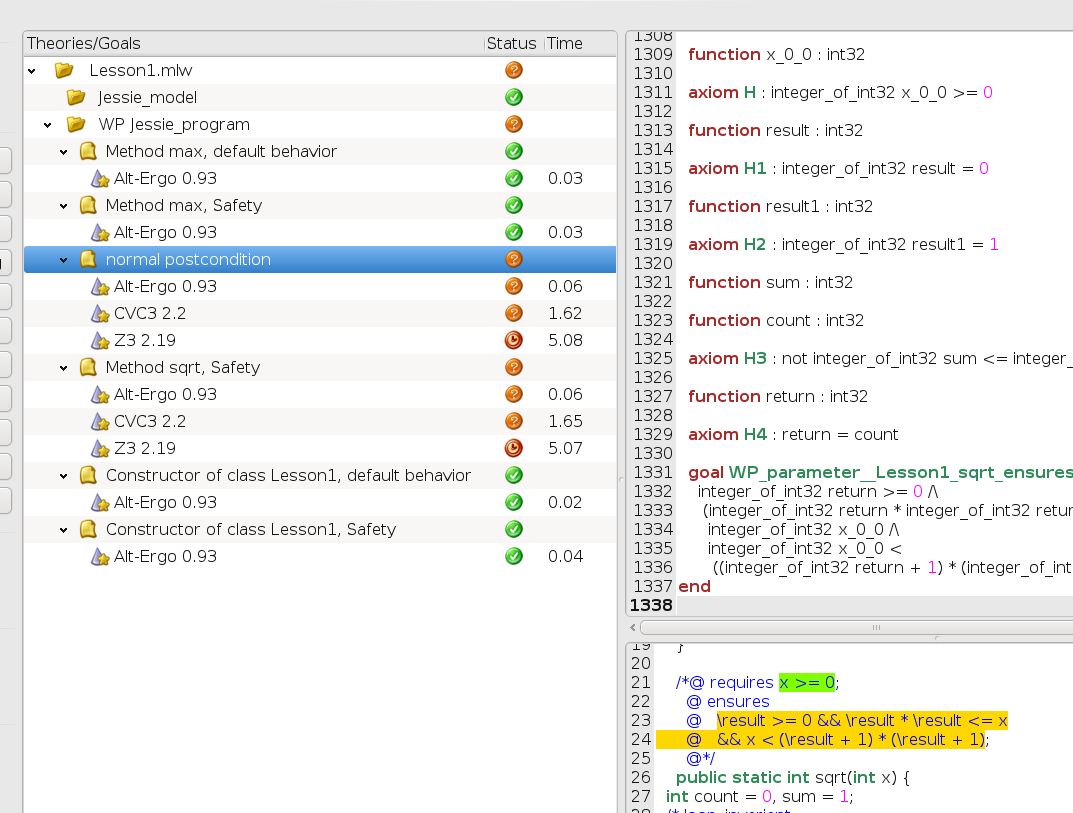 Theories/Goals Status Time
Lesson1.mlw
Jessie_model
WP Jessie_program
Method max, default behavior
Alt-Ergo 0.93 0.03
Method max, Safety
Alt-Ergo 0.93 0.03
normal postcondition
Alt-Ergo 0.93 0.06
CVC3 2.2 1.62
Z3 2.19 5.08
Method sqrt, Safety
Alt-Ergo 0.93 0.06
CVC3 2.2 1.65
Z3 2.19 5.07
Constructor of class Lesson1, default behavior
Alt-Ergo 0.93 0.02
Constructor of class Lesson1, Safety
Alt-Ergo 0.93 0.04
1308
1309 function x_0_0 : int32
1310
1311 axiom H : integer_of_int32 x_0_0 >= 0
1312
1313 function result : int32
1314
1315 axiom H1 : integer_of_int32 result = 0
1316
1317 function result1 : int32
1318
1319 axiom H2 : integer_of_int32 result1 = 1
1320
1321 function sum : int32
1322
1323 function count : int32
1324
1325 axiom H3 : not integer_of_int32 sum <= integer_
1326
1327 function return : int32
1328
1329 axiom H4 : return = count
1330
1331 goal WP_parameter__Lesson1_sqrt_ensures
1332 integer_of_int32 return >= 0 /\
1333 (integer_of_int32 return * integer_of_int32 retur
1334 integer_of_int32 x_0_0 /\
1335 integer_of_int32 x_0_0 <
1336 ((integer_of_int32 return + 1) * (integer_of_int
1337 end
1338
19 }
20
21 /*@ requires x >= 0;
22 @ ensures
23 @ \result >= 0 && \result * \result <= x
24 @ && x < (\result + 1) * (\result + 1);
25 @*/
26 public static int sqrt(int x) {
27 int count = 0, sum = 1;